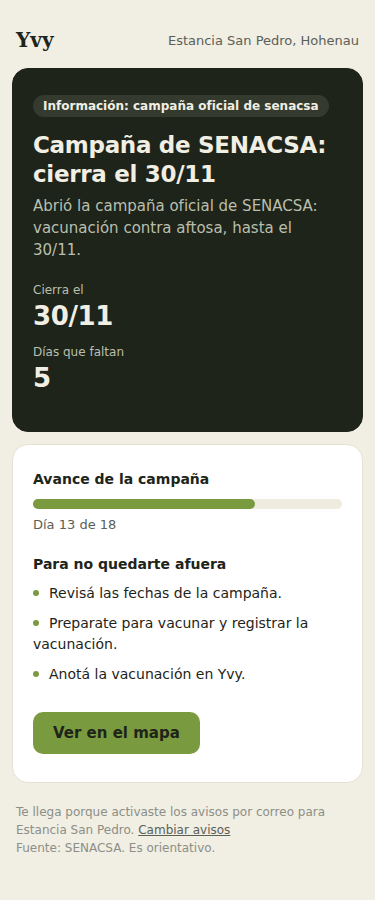 Yvy
Estancia San Pedro, Hohenau
Información: campaña oficial de senacsa
Campaña de SENACSA:
cierra el 30/11
Abrió la campaña oficial de SENACSA:
vacunación contra aftosa, hasta el
30/11.
Cierra el
30/11
Días que faltan
5
Avance de la campaña
Día 13 de 18
Para no quedarte afuera
Revisá las fechas de la campaña.
Preparate para vacunar y registrar la
vacunación.
Anotá la vacunación en Yvy.
Ver en el mapa
Te llega porque activaste los avisos por correo para
Estancia San Pedro. Cambiar avisos
Fuente: SENACSA. Es orientativo.